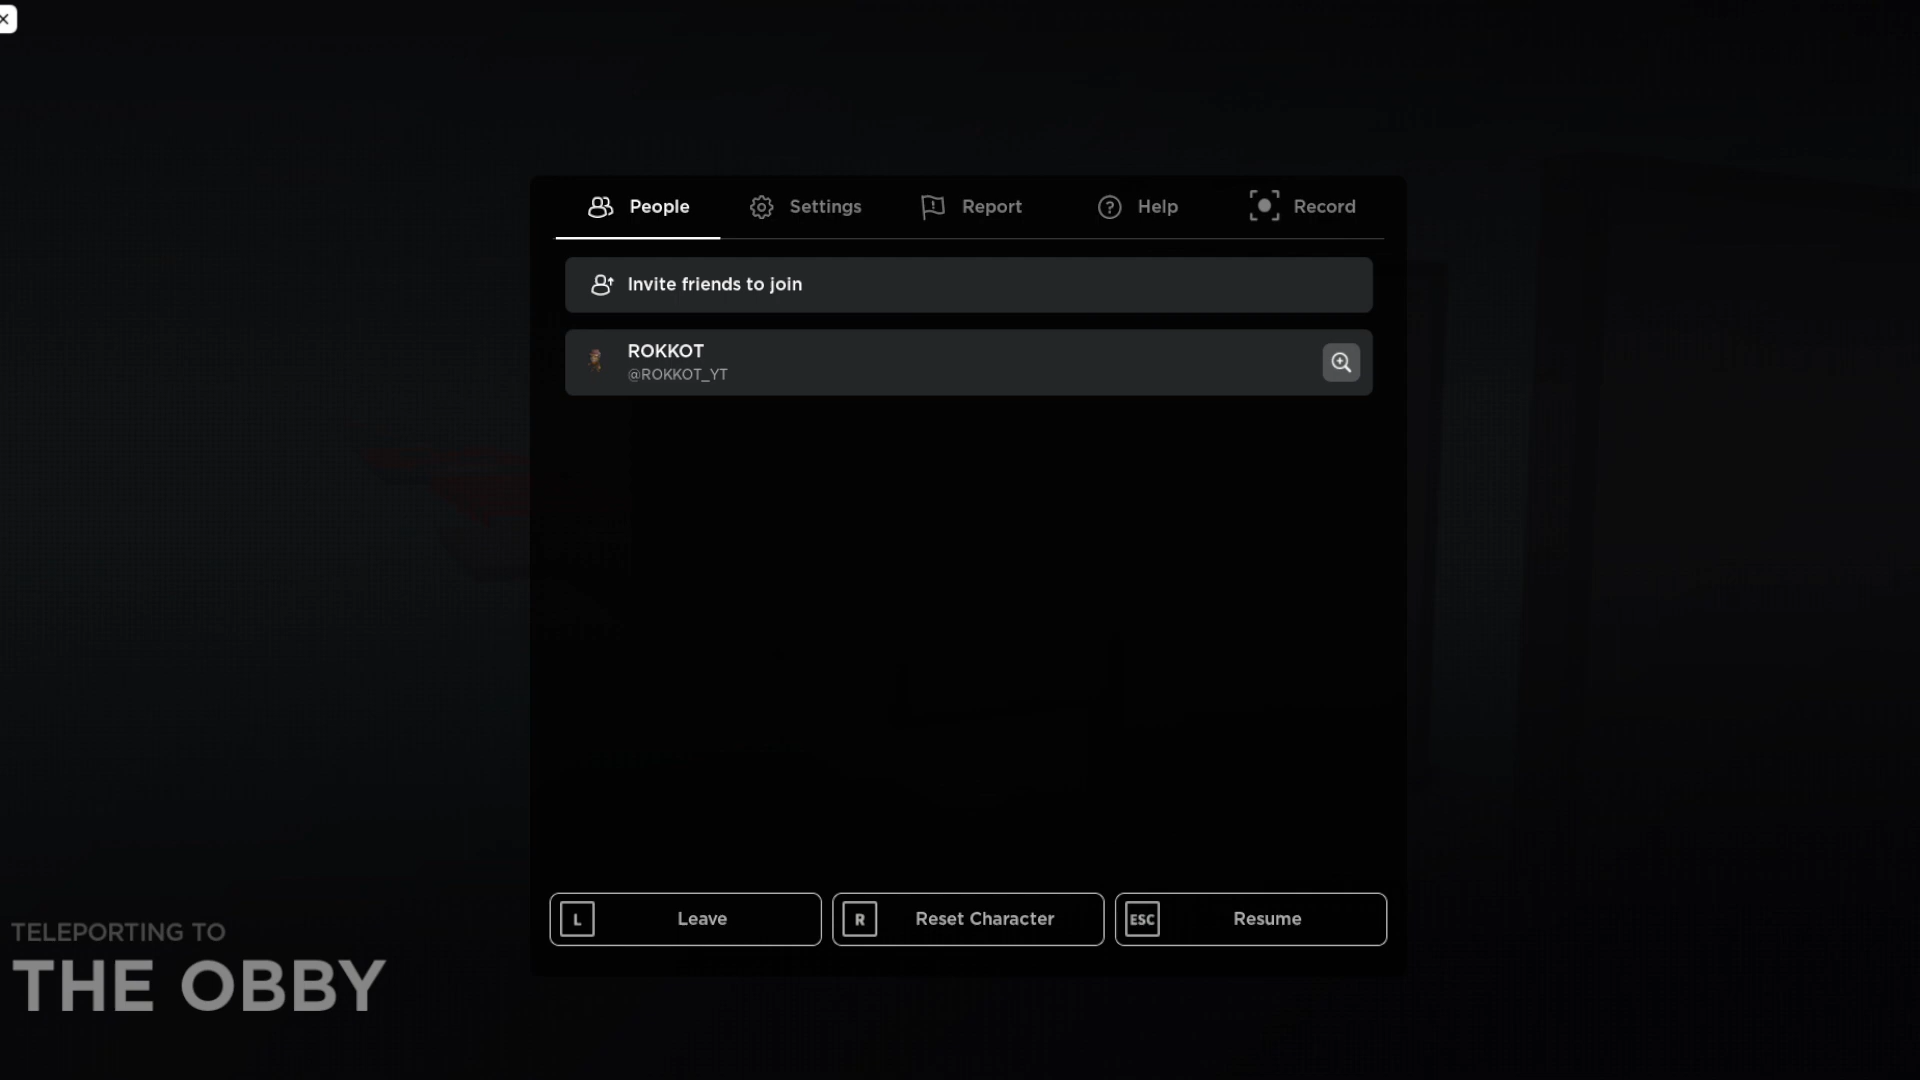 People
Settings
Report
Help
Record
Invite friends to join
ROKKOT
@ROKKOT_YT
L
Leave
R
Reset Character
ESC
Resume
TELEPORTING TO
THE OBBY